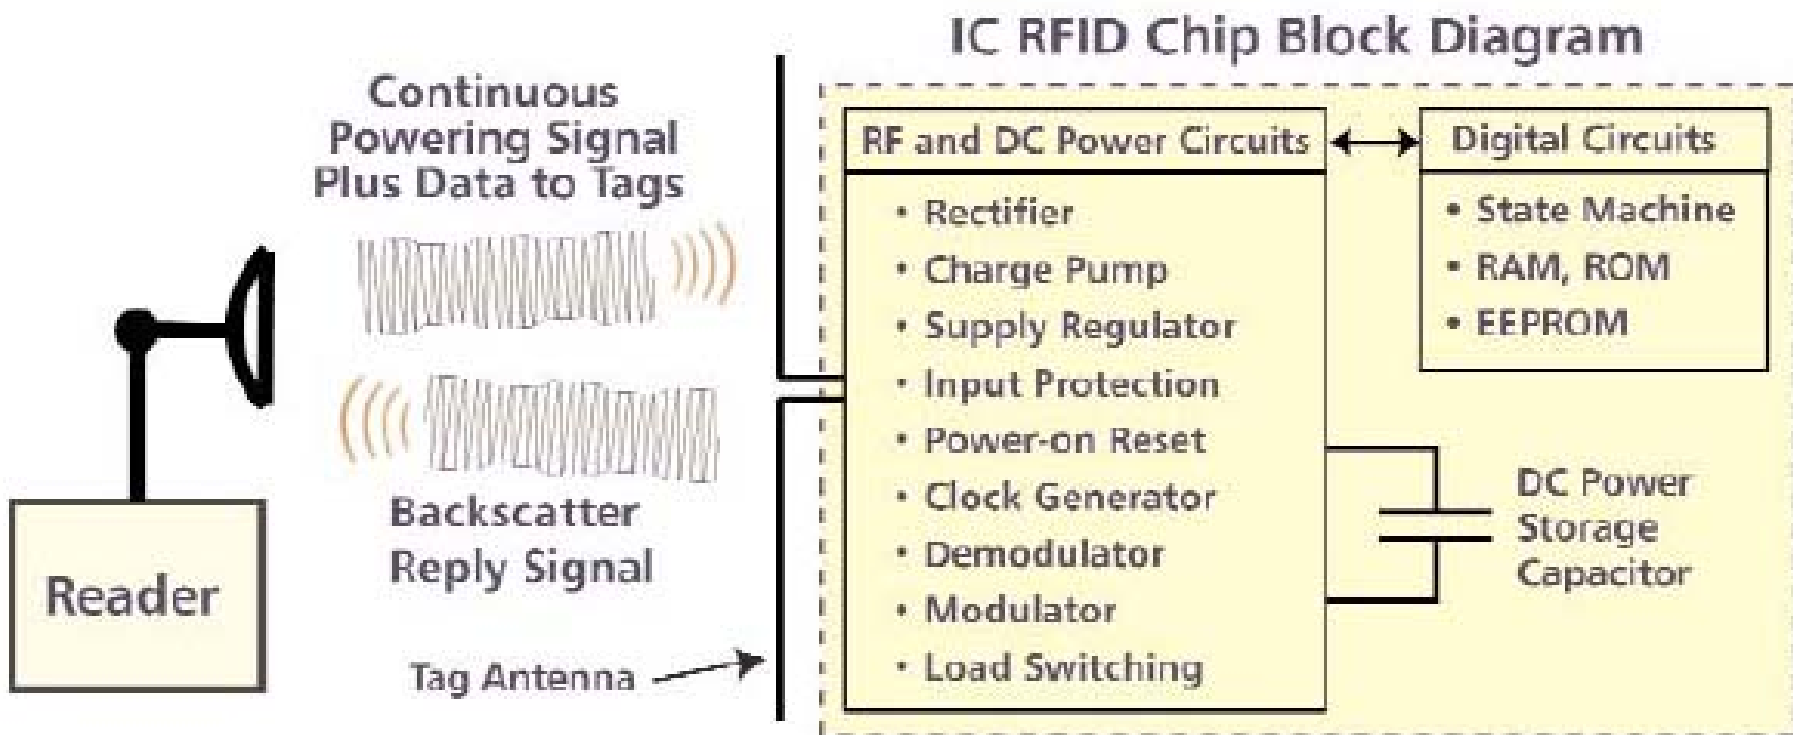 IC RFID Chip Block Diagram
Continuous
Powering Signal
Plus Data to Tags
Backscatter
Reply Signal
Reader
Tag Antenna
RF and DC Power Circuits
• Rectifier
• Charge Pump
• Supply Regulator
• Input Protection
• Power-on Reset
• Clock Generator
• Demodulator
• Modulator
• Load Switching
Digital Circuits
• State Machine
• RAM, ROM
• EEPROM
DC Power
Storage
Capacitor